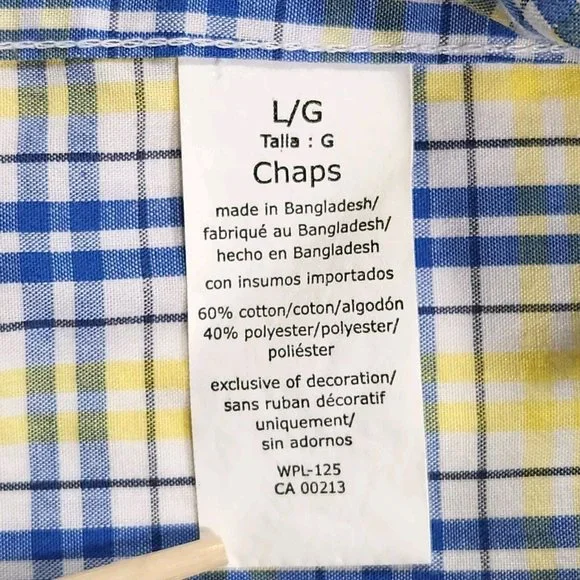 L/G
Talla : G
Chaps
made in Bangladesh/
fabriqué au Bangladesh/
hecho en Bangladesh
con insumos importados
60% cotton/coton/algodón
40% polyester/polyester/
poliéster
exclusive of decoration/
sans ruban décoratif
uniquement/
sin adornos
WPL-125
CA 00213